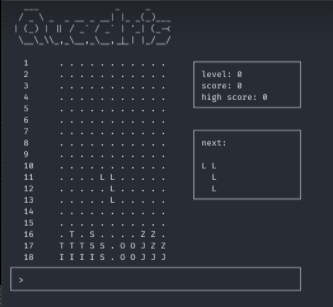 Quadris
1 . . . . . . . . . . .
2 . . . . . . . . . . .
3 . . . . . . . . . . .
4 . . . . . . . . . . .
5 . . . . . . . . . . .
6 . . . . . . . . . . .
7 . . . . . . . . . . .
8 . . . . . . . . . . .
9 . . . . . . . . . . .
10 . . . . . . . . . . .
11 . . . . L L . . . . .
12 . . . . . L . . . . .
13 . . . . . L . . . . .
14 . . . . . . . . . . .
15 . . . . . . . . . . .
16 . T . S . . . . Z Z .
17 T T T S S . O O J Z Z
18 I I I I S . O O J J J
level: 0
score: 0
high score: 0
next:
L L
L
L
>